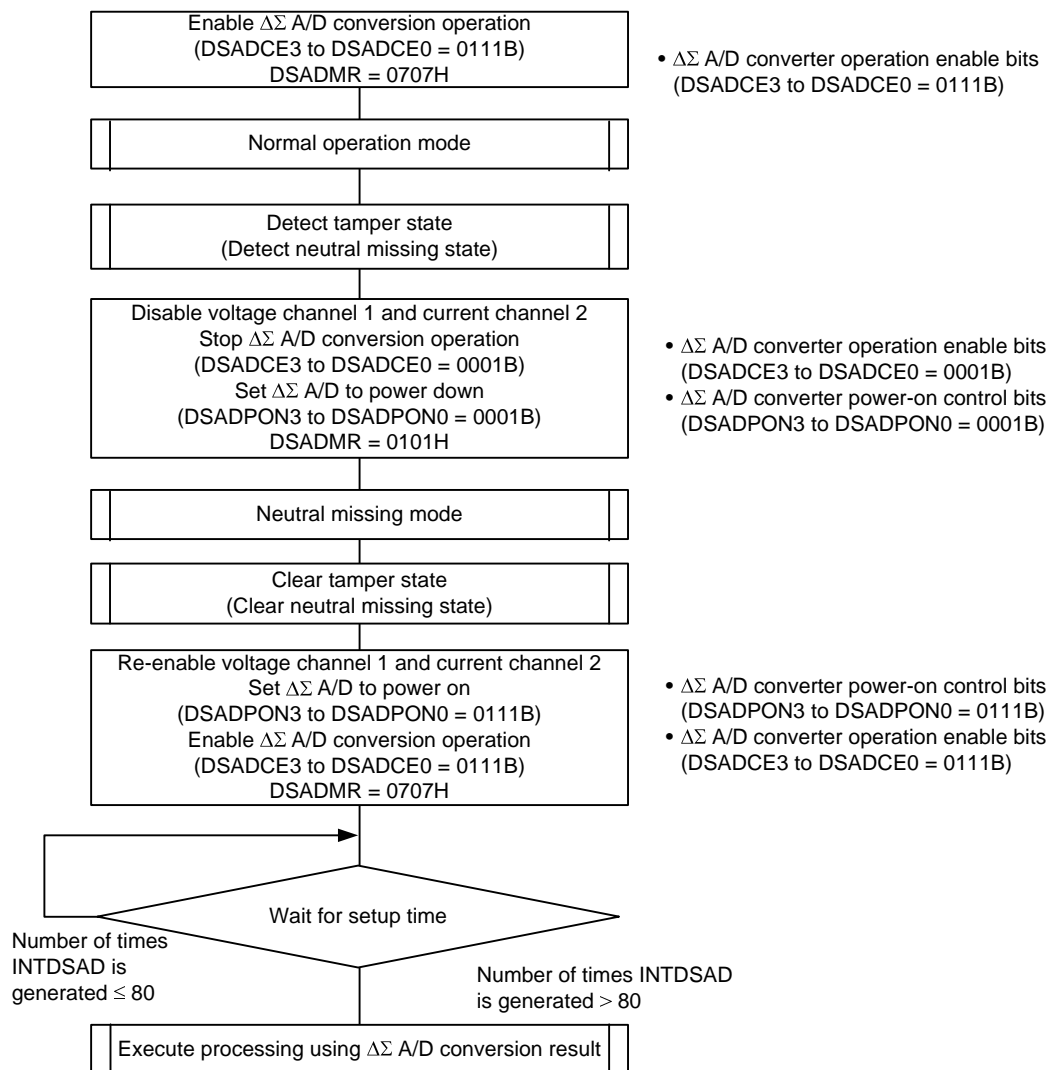 Enable ΔΣ A/D conversion operation
(DSADCE3 to DSADCE0 = 0111B)
DSADMR = 0707H
• ΔΣ A/D converter operation enable bits
(DSADCE3 to DSADCE0 = 0111B)
Normal operation mode
Detect tamper state
(Detect neutral missing state)
Disable voltage channel 1 and current channel 2
Stop ΔΣ A/D conversion operation
(DSADCE3 to DSADCE0 = 0001B)
Set ΔΣ A/D to power down
(DSADPON3 to DSADPON0 = 0001B)
DSADMR = 0101H
• ΔΣ A/D converter operation enable bits
(DSADCE3 to DSADCE0 = 0001B)
• ΔΣ A/D converter power-on control bits
(DSADPON3 to DSADPON0 = 0001B)
Neutral missing mode
Clear tamper state
(Clear neutral missing state)
Re-enable voltage channel 1 and current channel 2
Set ΔΣ A/D to power on
(DSADPON3 to DSADPON0 = 0111B)
Enable ΔΣ A/D conversion operation
(DSADCE3 to DSADCE0 = 0111B)
DSADMR = 0707H
• ΔΣ A/D converter power-on control bits
(DSADPON3 to DSADPON0 = 0111B)
• ΔΣ A/D converter operation enable bits
(DSADCE3 to DSADCE0 = 0111B)
Wait for setup time
Number of times
INTDSAD is
generated ≤ 80
Number of times INTDSAD
is generated > 80
Execute processing using ΔΣ A/D conversion result